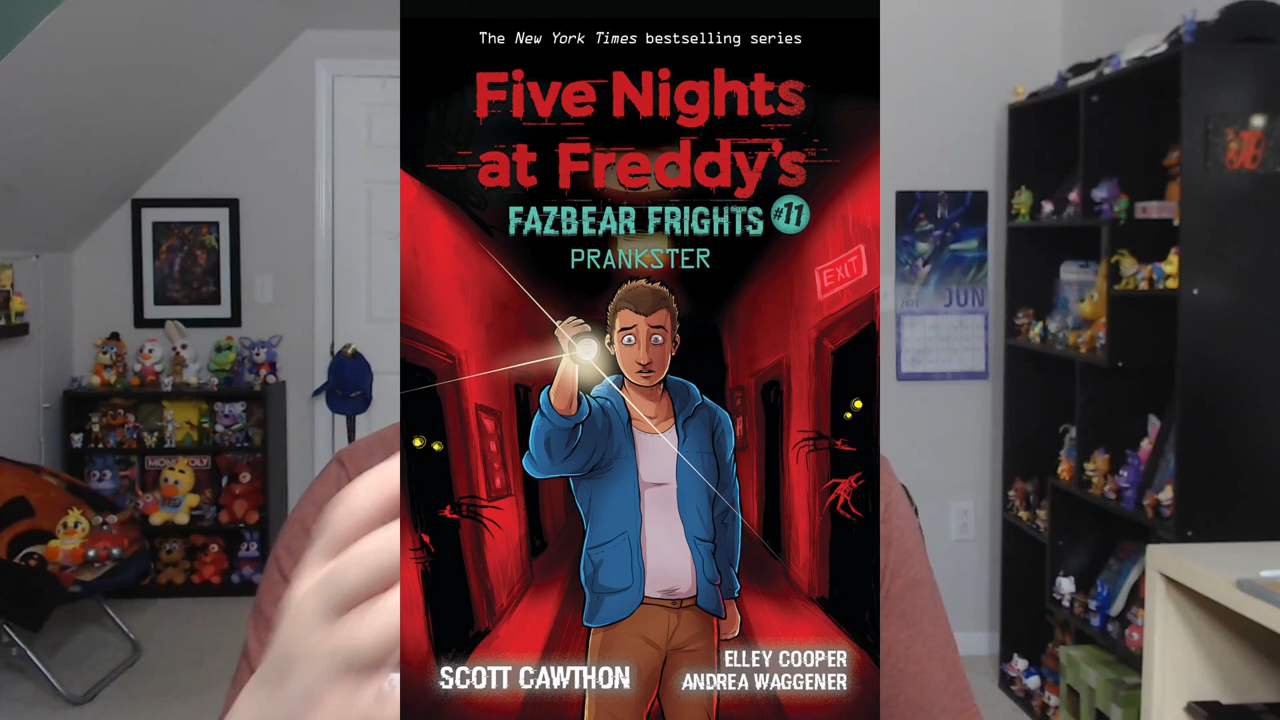 The New York Times bestselling series
Five Nights
at Freddy's™
FAZBEAR FRIGHTS #11
PRANKSTER
EXIT
MONOPOLY
JUN
SCOTT CAWTHON
ELLEY COOPER
ANDREA WAGGENER